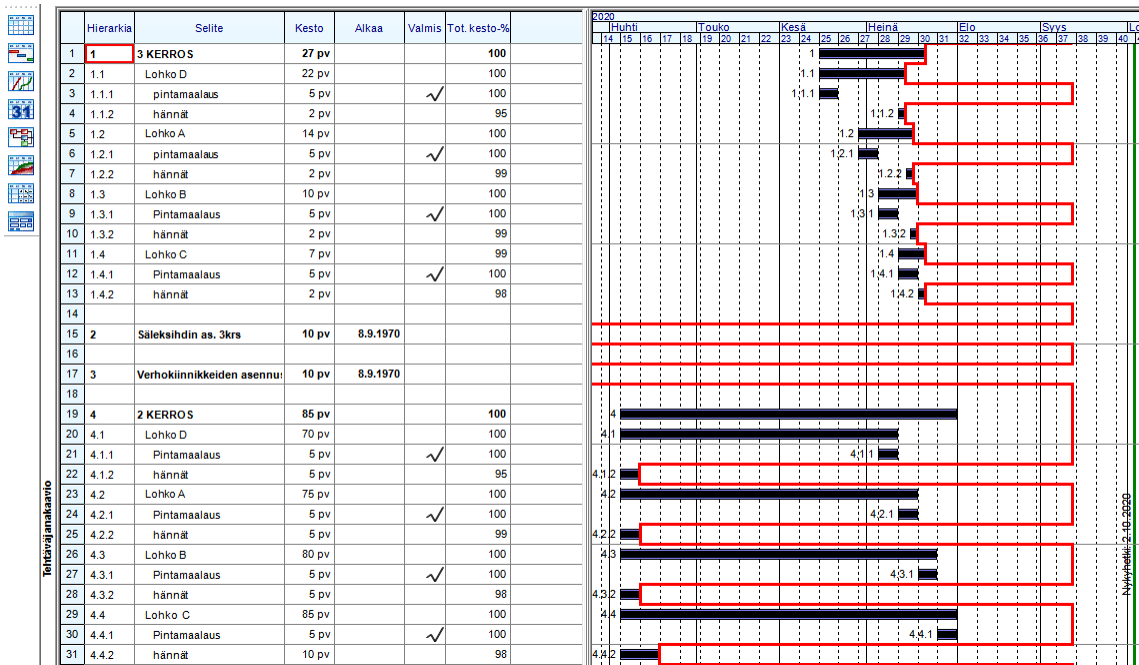 2020
Hierarkia Selite Kesto Alkaa Valmis Tot. kesto-% Huhti Touko Kesä Heinä Elo Syys Lo
14 15 16 17 18 19 20 21 22 23 24 25 26 27 28 29 30 31 32 33 34 35 36 37 38 39 40
1 1 3 KERROS 27 pv 100 1
2 1.1 Lohko D 22 pv 100 1.1
3 1.1.1 pintamaalaus 5 pv 100 1.1.1
4 1.1.2 hännät 2 pv 95 1.1.2
5 1.2 Lohko A 14 pv 100 1.2
6 1.2.1 pintamaalaus 5 pv 100 1.2.1
7 1.2.2 hännät 2 pv 99 1.2.2
8 1.3 Lohko B 10 pv 100 1.3
9 1.3.1 Pintamaalaus 5 pv 100 1.3.1
10 1.3.2 hännät 2 pv 99 1.3.2
11 1.4 Lohko C 7 pv 99 1.4
12 1.4.1 Pintamaalaus 5 pv 100 1.4.1
13 1.4.2 hännät 2 pv 98 1.4.2
14
15 2 Säleksihdin as. 3krs 10 pv 8.9.1970
16
17 3 Verhokiinnikkeiden asennu 10 pv 8.9.1970
18
19 4 2 KERROS 85 pv 100 4
20 4.1 Lohko D 70 pv 100 4.1
21 4.1.1 Pintamaalaus 5 pv 100 4.1.1
22 4.1.2 hännät 5 pv 95 4.1.2
23 4.2 Lohko A 75 pv 100 4.2
24 4.2.1 Pintamaalaus 5 pv 100 4.2.1
25 4.2.2 hännät 5 pv 99 4.2.2
26 4.3 Lohko B 80 pv 100 4.3
27 4.3.1 Pintamaalaus 5 pv 100 4.3.1
28 4.3.2 hännät 5 pv 98 4.3.2
29 4.4 Lohko C 85 pv 100 4.4
30 4.4.1 Pintamaalaus 5 pv 100 4.4.1
31 4.4.2 hännät 10 pv 98 4.4.2
Tehtäväjanakaavio
Nykyhetki: 2.10.2020
31